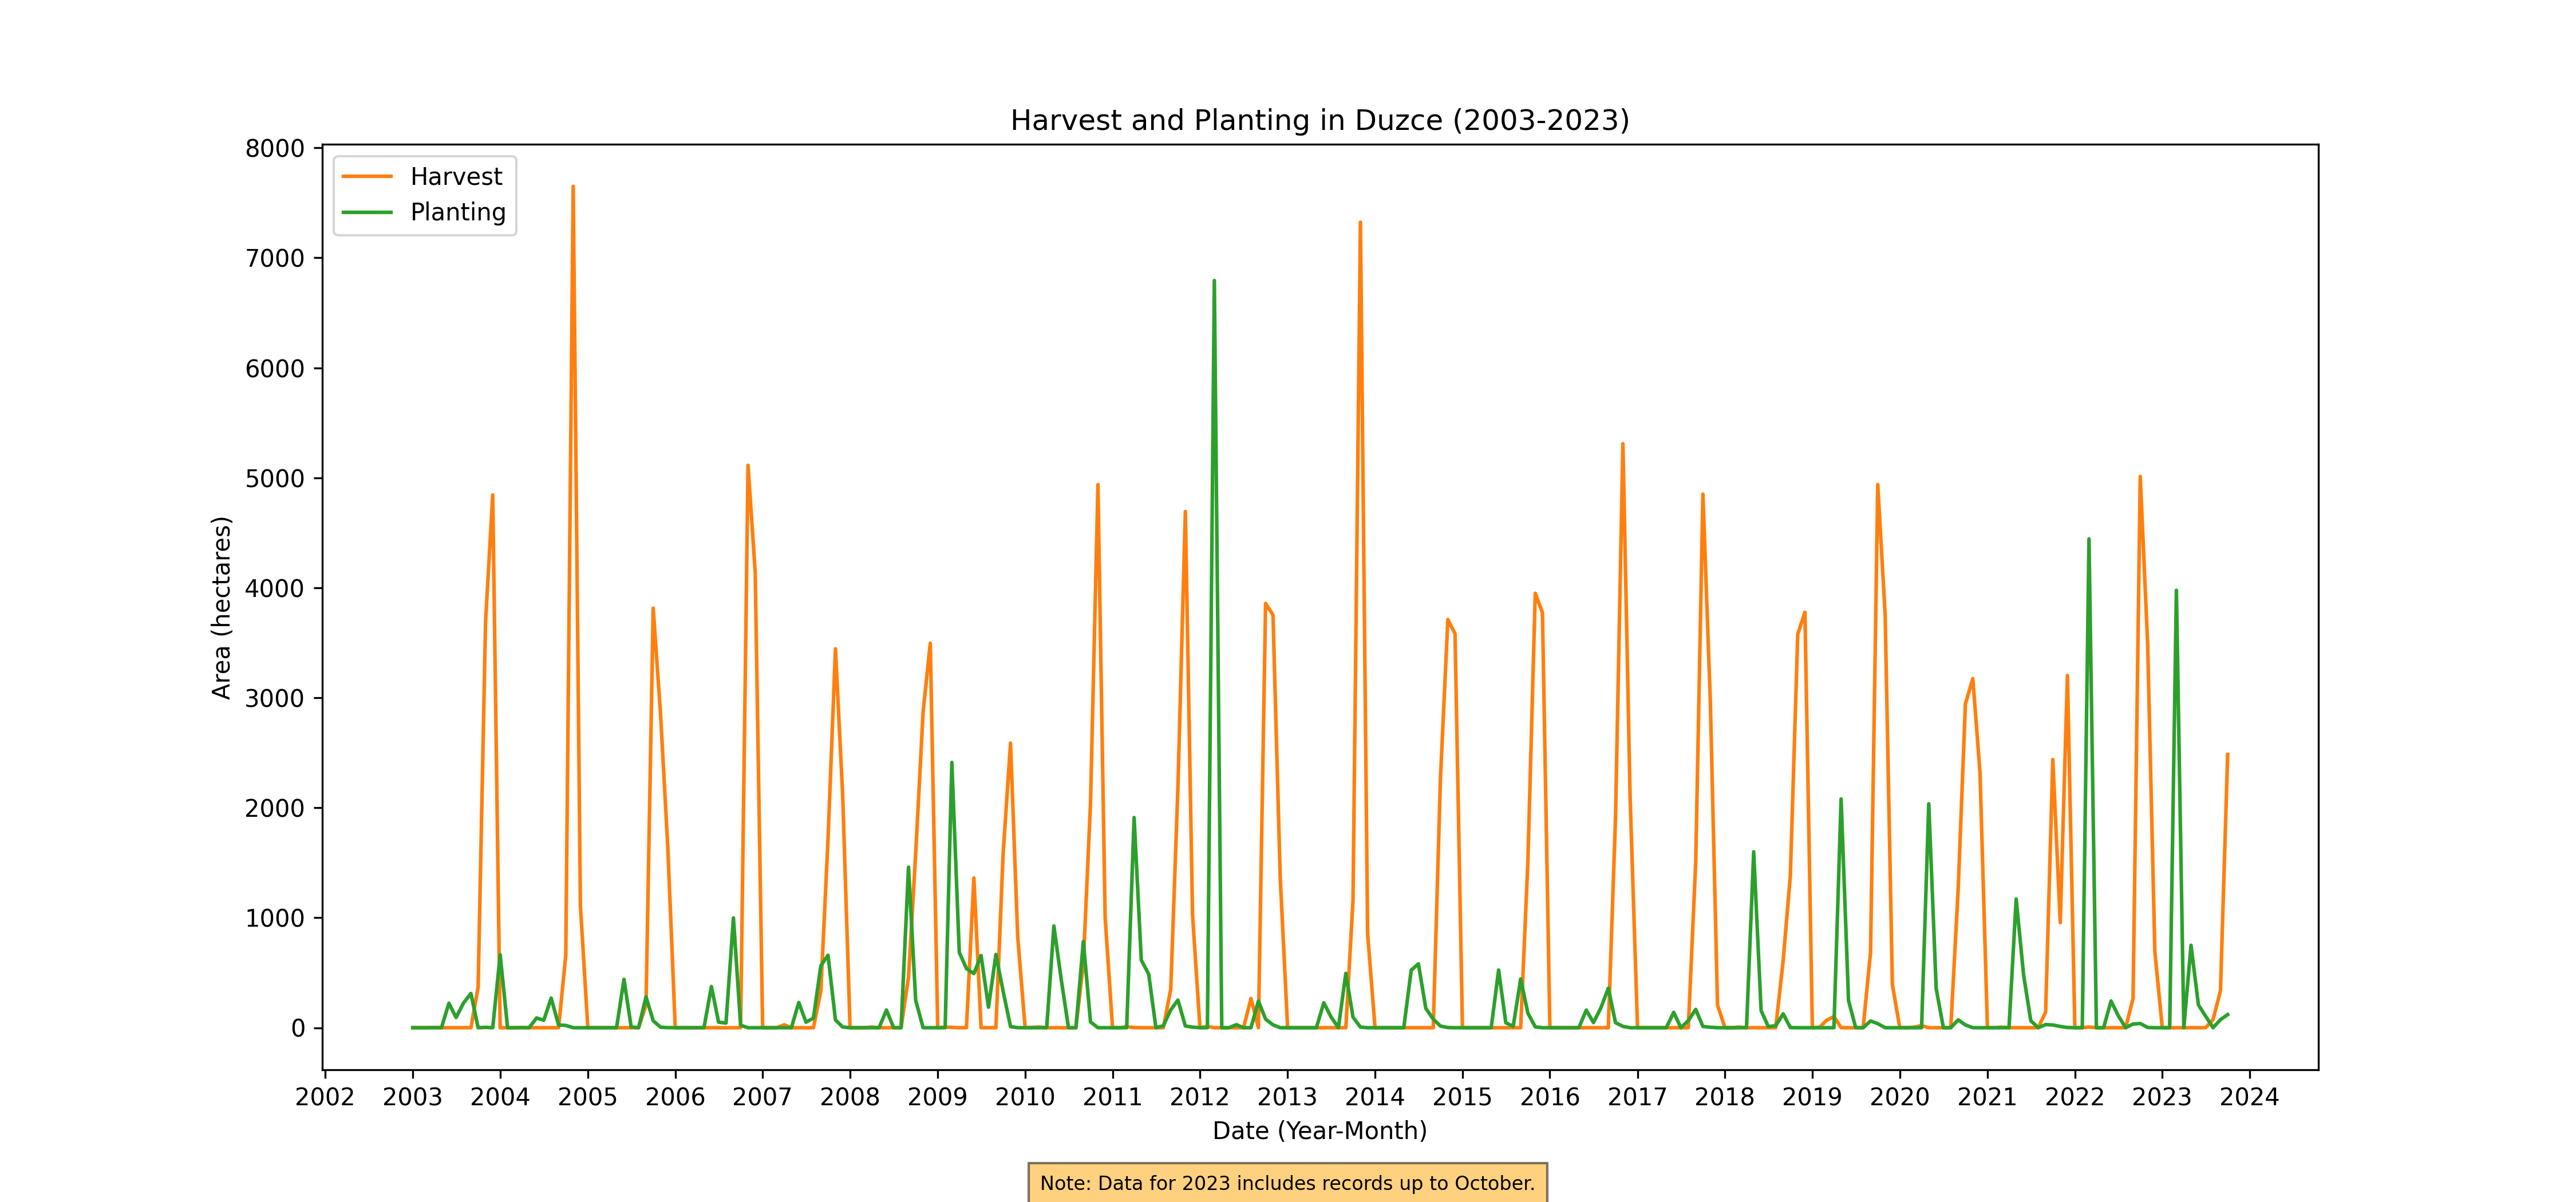 Harvest and Planting in Duzce (2003-2023)
8000
7000
6000
5000
4000
3000
2000
1000
0
Area (hectares)
Harvest
Planting
2002 2003 2004 2005 2006 2007 2008 2009 2010 2011 2012 2013 2014 2015 2016 2017 2018 2019 2020 2021 2022 2023 2024
Date (Year-Month)
Note: Data for 2023 includes records up to October.